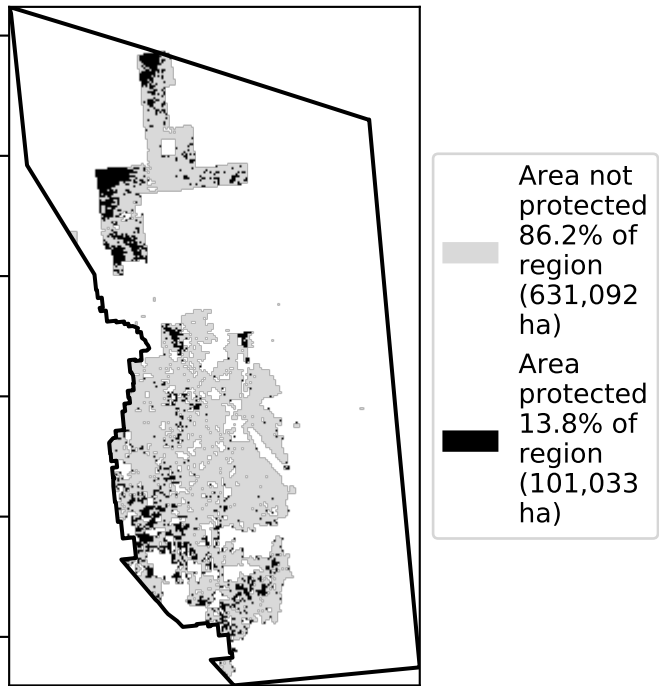 Area not
protected
86.2% of
region
(631,092
ha)
Area
protected
13.8% of
region
(101,033
ha)